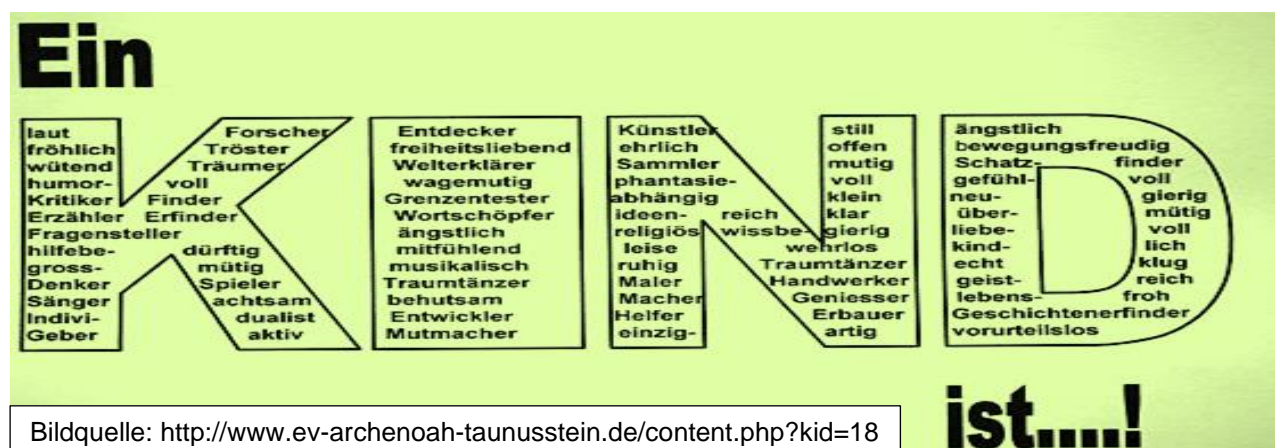 Ein
laut Forscher
fröhlich Tröster
wütend Träumer
humor- voll
Kritiker Finder
Erzähler Erfinder
Fragensteller
hilfebe- dürftig
gross- mütig
Denker Spieler
Sänger achtsam
Indivi- dualist
Geber aktiv
Entdecker
freiheitsliebend
Welterklärer
wagemutig
Grenzentester
Wortschöpfer
ängstlich
mitfühlend
musikalisch
Traumtänzer
behutsam
Entwickler
Mutmacher
Künstler still
ehrlich offen
Sammler mutig
phantasie- voll
abhängig klein
ideen- reich klar
religiös wissbe- gierig
leise wehrlos
ruhig Traumtänzer
Maler Handwerker
Macher Geniesser
Helfer Erbauer
einzig- artig
ängstlich
bewegungsfreudig
Schatz- finder
gefühl- voll
neu- gierig
über- mütig
liebe- voll
kind- lich
echt klug
geist- reich
lebens- froh
Geschichtenerfinder
vorurteilslos
ist....!
Bildquelle: http://www.ev-archenoah-taunusstein.de/content.php?kid=18